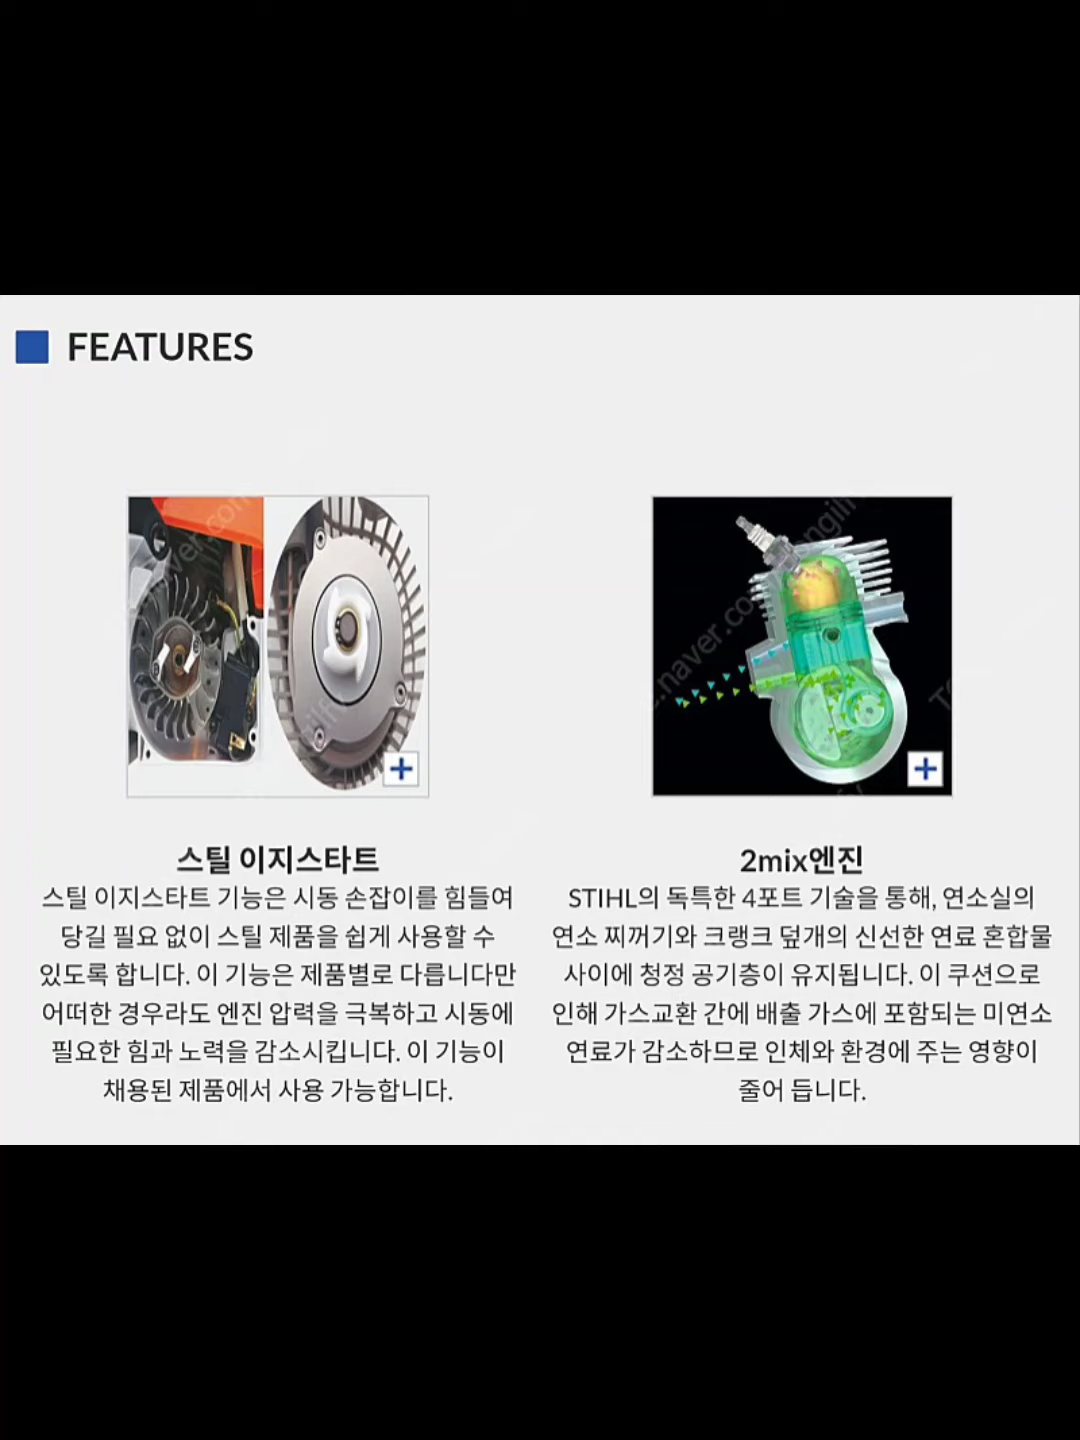 FEATURES
스틸 이지스타트
스틸 이지스타트 기능은 시동 손잡이를 힘들여
당길 필요 없이 스틸 제품을 쉽게 사용할 수
있도록 합니다. 이 기능은 제품별로 다릅니다만
어떠한 경우라도 엔진 압력을 극복하고 시동에
필요한 힘과 노력을 감소시킵니다. 이 기능이
채용된 제품에서 사용 가능합니다.
2mix엔진
STIHL의 독특한 4포트 기술을 통해, 연소실의
연소 찌꺼기와 크랭크 덮개의 신선한 연료 혼합물
사이에 청정 공기층이 유지됩니다. 이 쿠션으로
인해 가스교환 간에 배출 가스에 포함되는 미연소
연료가 감소하므로 인체와 환경에 주는 영향이
줄어 듭니다.